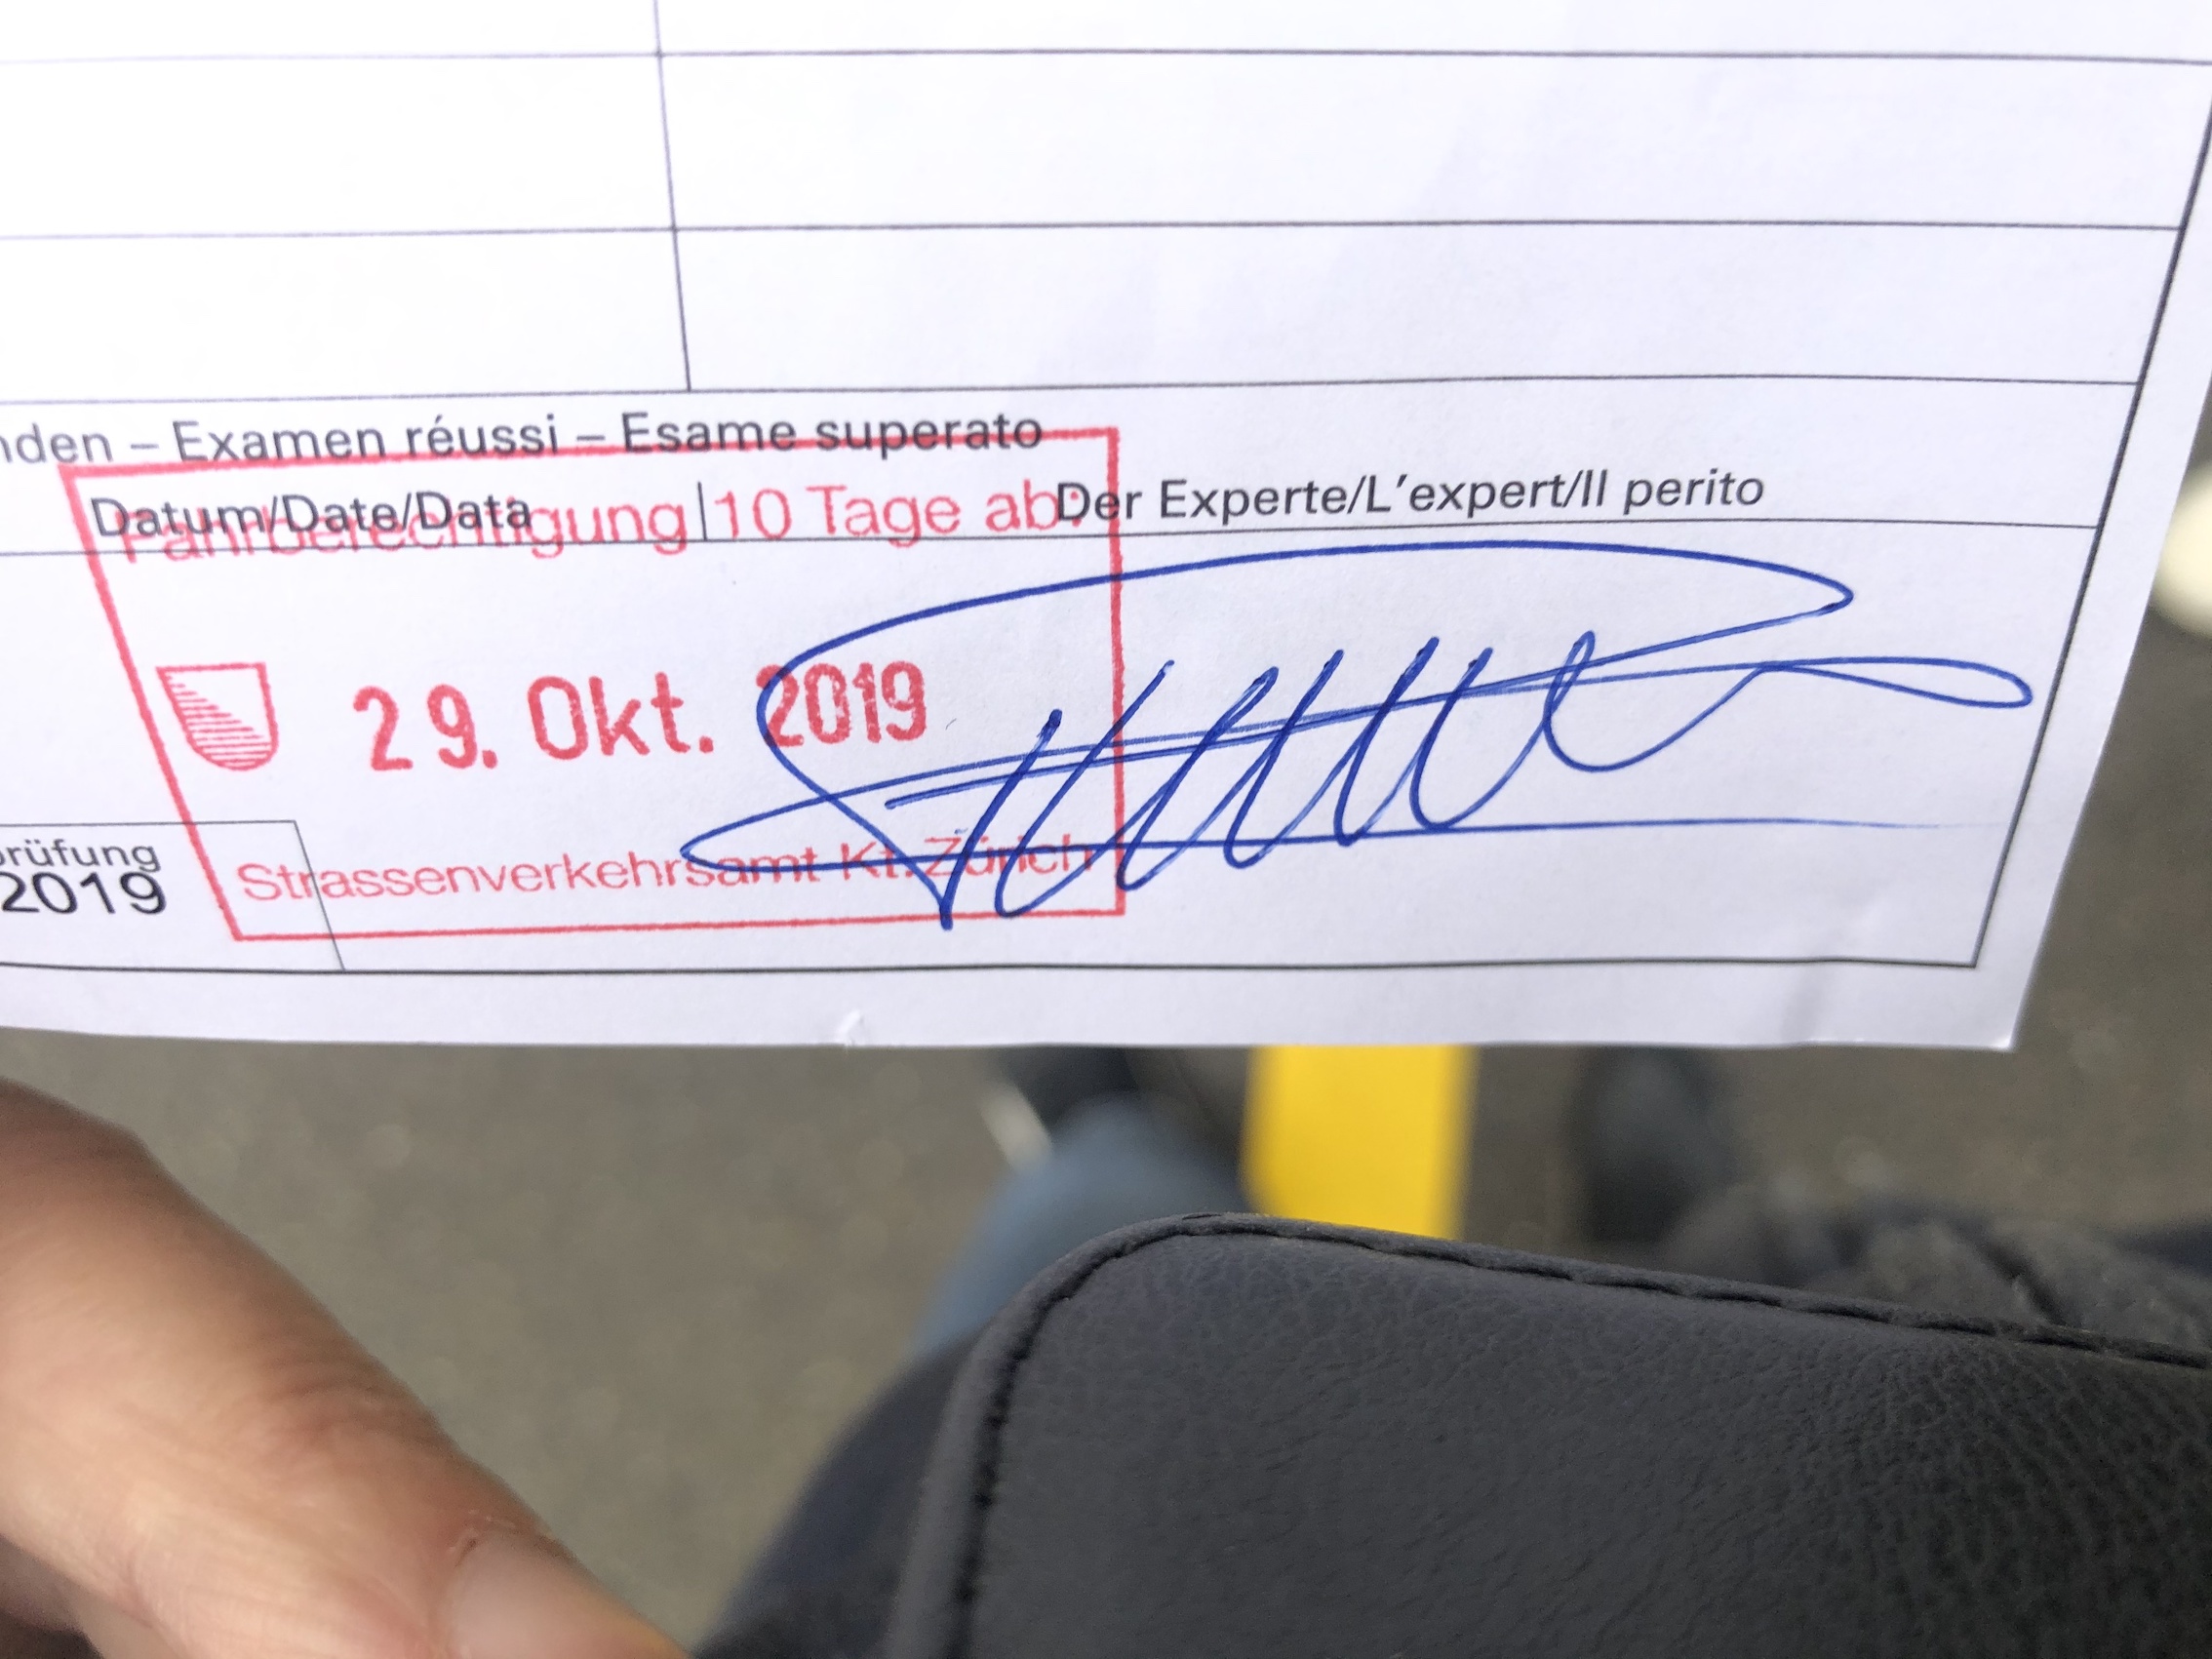 nden – Examen réussi – Esame superato
Datum/Date/Data
Der Experte/L'expert/Il perito
Fahrberechtigung 10 Tage ab:
29. Okt. 2019
Strassenverkehrsamt Kt. Zürich
prüfung
2019